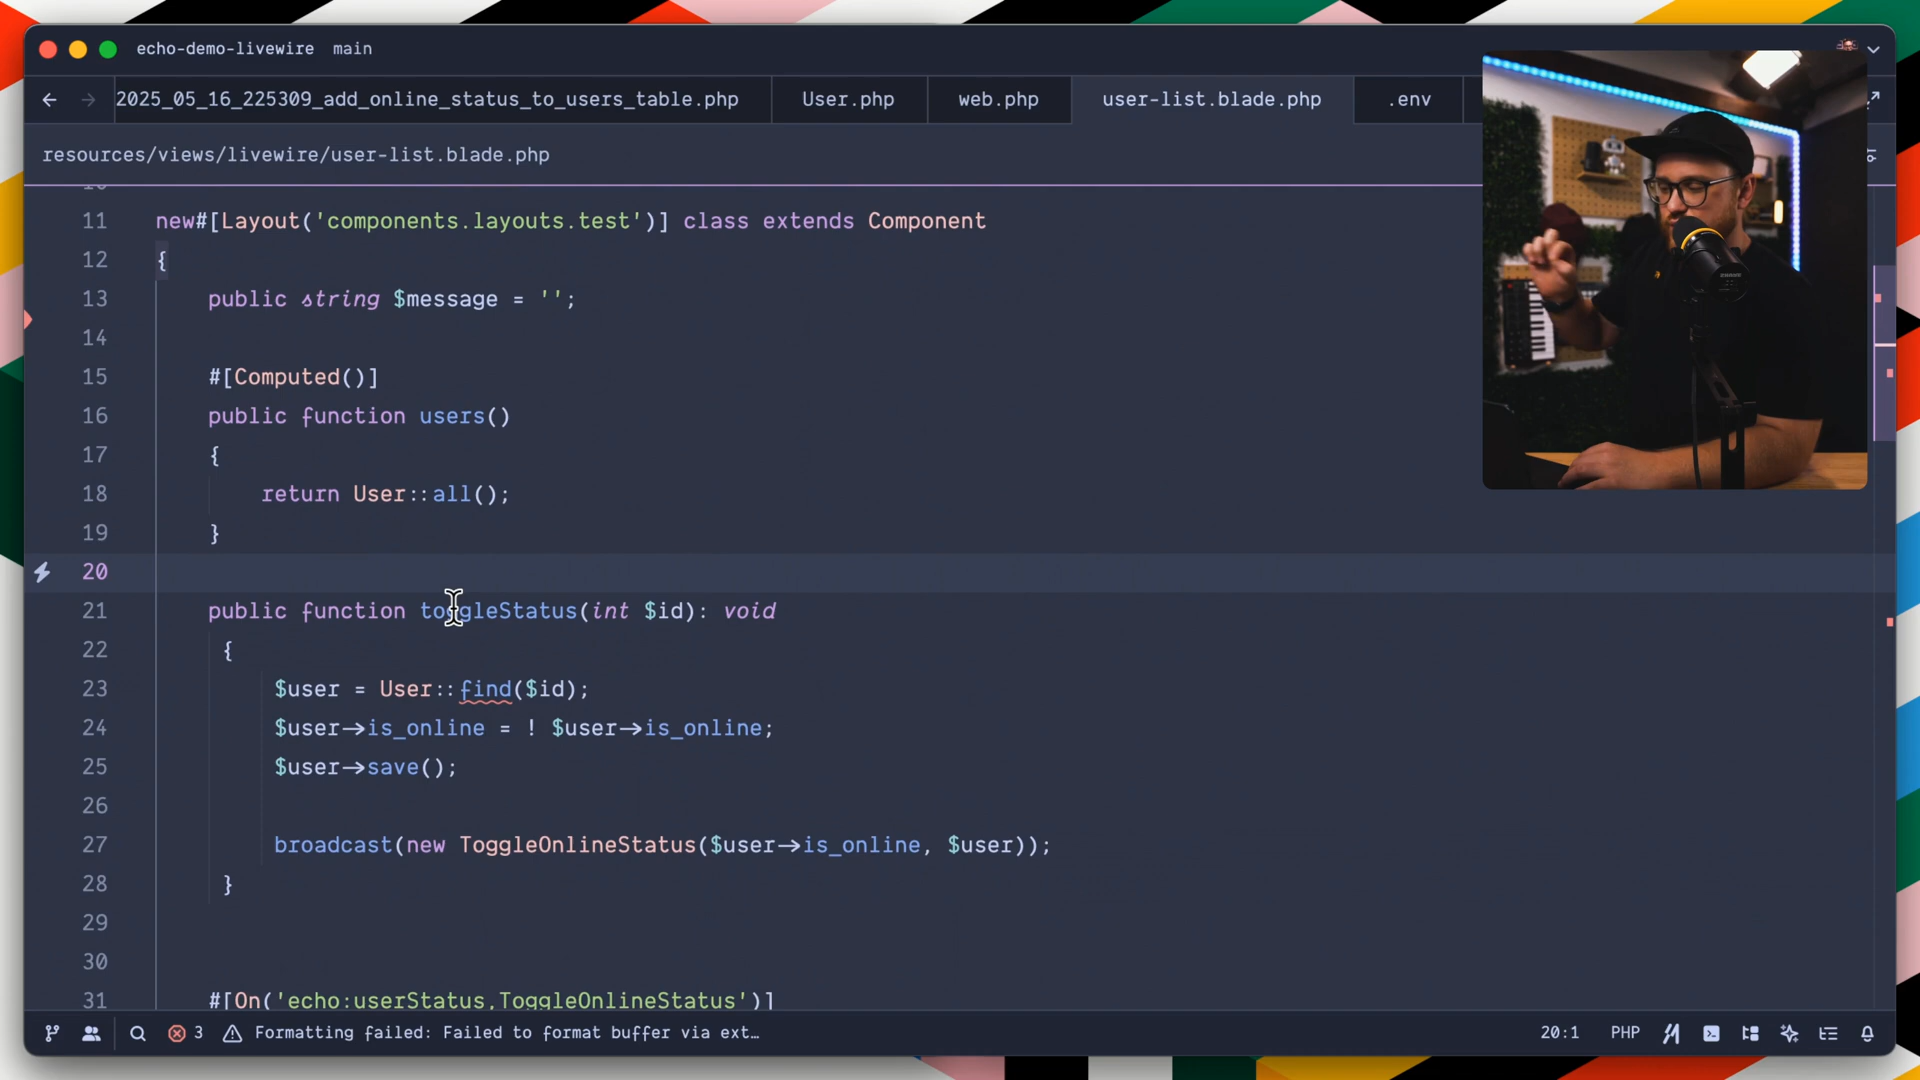 echo-demo-livewire main
2025_05_16_225309_add_online_status_to_users_table.php User.php web.php user-list.blade.php .env
resources/views/livewire/user-list.blade.php
11 new#[Layout('components.layouts.test')] class extends Component
12 {
13 public string $message = '';
14
15 #[Computed()]
16 public function users()
17 {
18 return User::all();
19 }
20
21 public function toggleStatus(int $id): void
22 {
23 $user = User::find($id);
24 $user->is_online = ! $user->is_online;
25 $user->save();
26
27 broadcast(new ToggleOnlineStatus($user->is_online, $user));
28 }
29
30
31 #[On('echo:userStatus,ToggleOnlineStatus')]
3 Formatting failed: Failed to format buffer via ext… 20:1 PHP